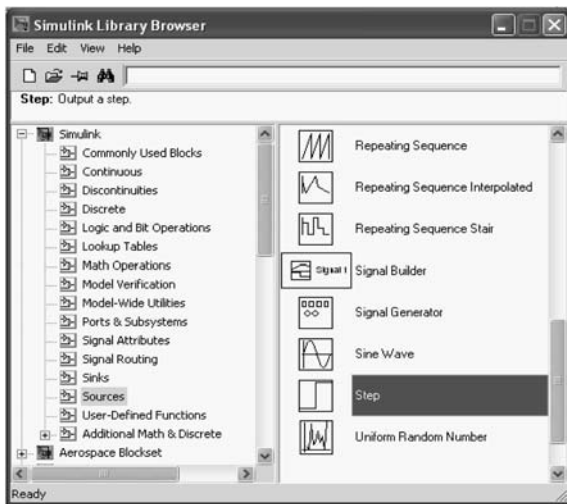 Simulink Library Browser
File Edit View Help
Step: Output a step.
Simulink
Commonly Used Blocks
Continuous
Discontinuities
Discrete
Logic and Bit Operations
Lookup Tables
Math Operations
Model Verification
Model-Wide Utilities
Ports & Subsystems
Signal Attributes
Signal Routing
Sinks
Sources
User-Defined Functions
Additional Math & Discrete
Aerospace Blockset
Repeating Sequence
Repeating Sequence Interpolated
Repeating Sequence Stair
Signal 1 Signal Builder
Signal Generator
Sine Wave
Step
Uniform Random Number
Ready